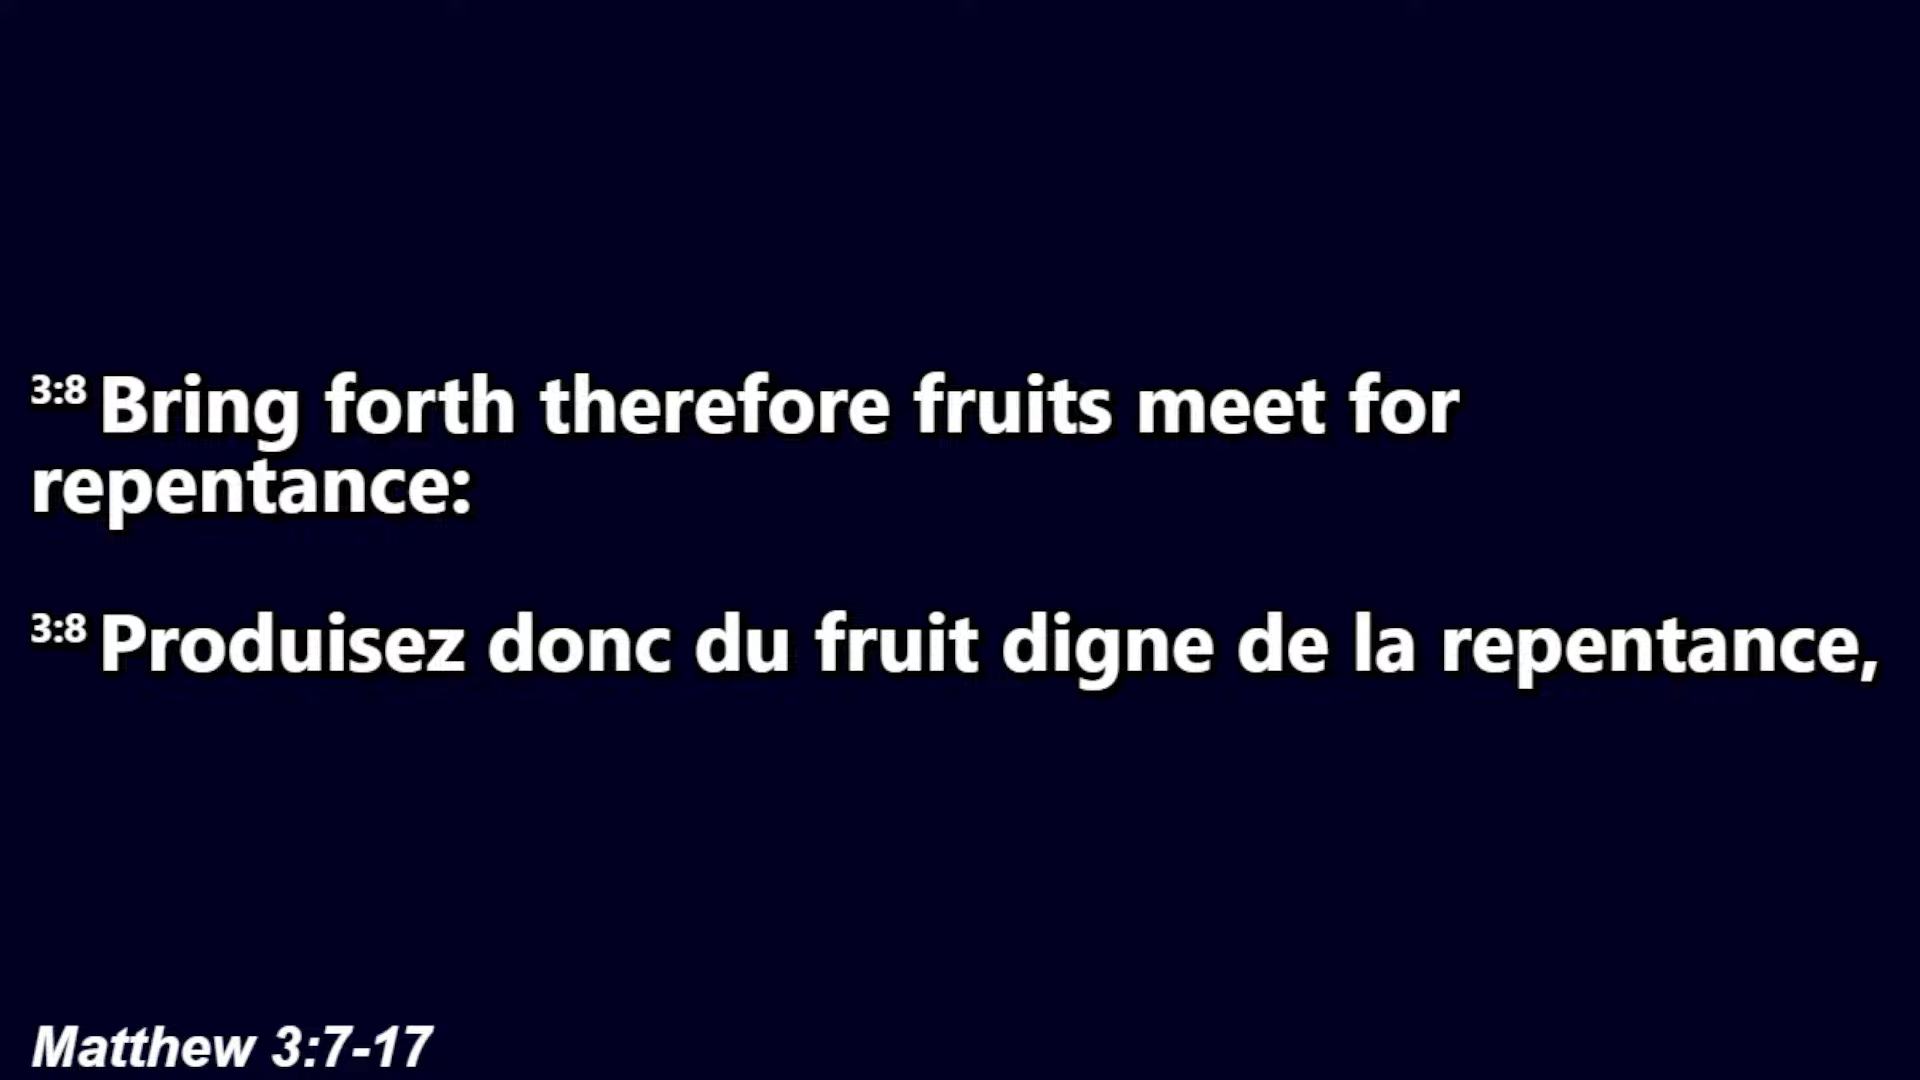 3:8 Bring forth therefore fruits meet for
repentance:
3:8 Produisez donc du fruit digne de la repentance,
Matthew 3:7-17